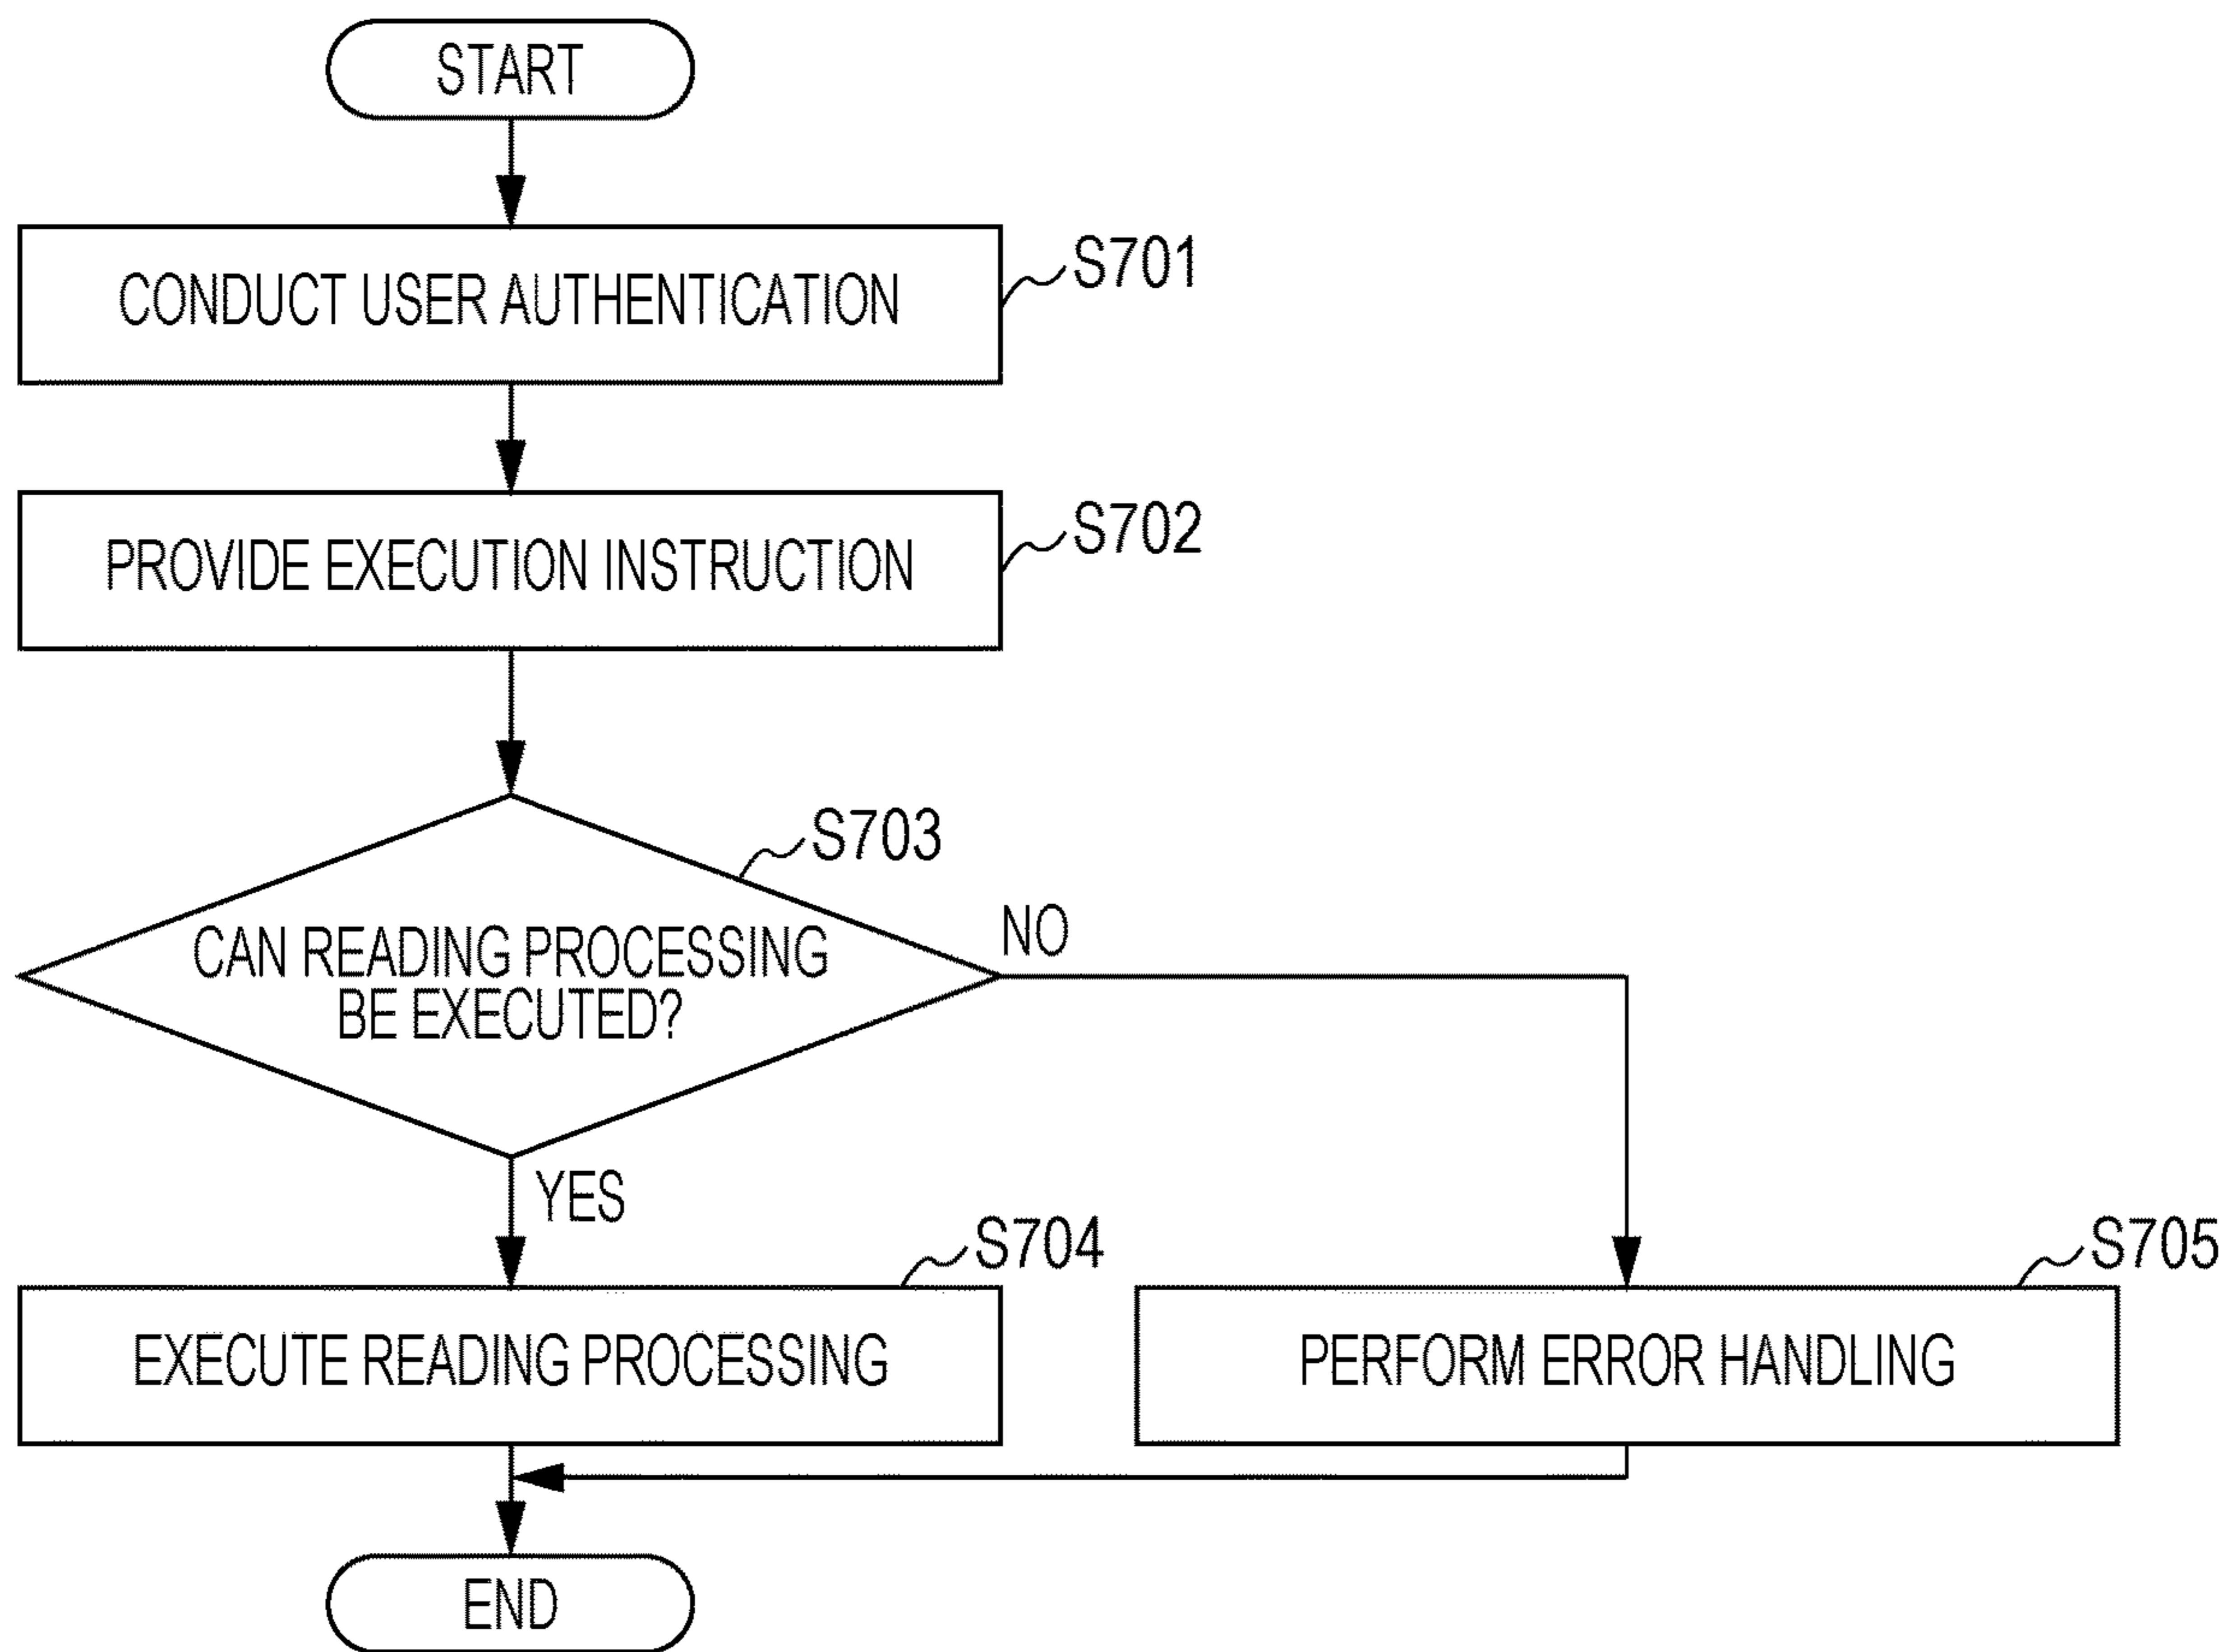 START
CONDUCT USER AUTHENTICATION
S701
PROVIDE EXECUTION INSTRUCTION
S702
S703
CAN READING PROCESSING
BE EXECUTED?
NO
YES
S704
EXECUTE READING PROCESSING
S705
PERFORM ERROR HANDLING
END